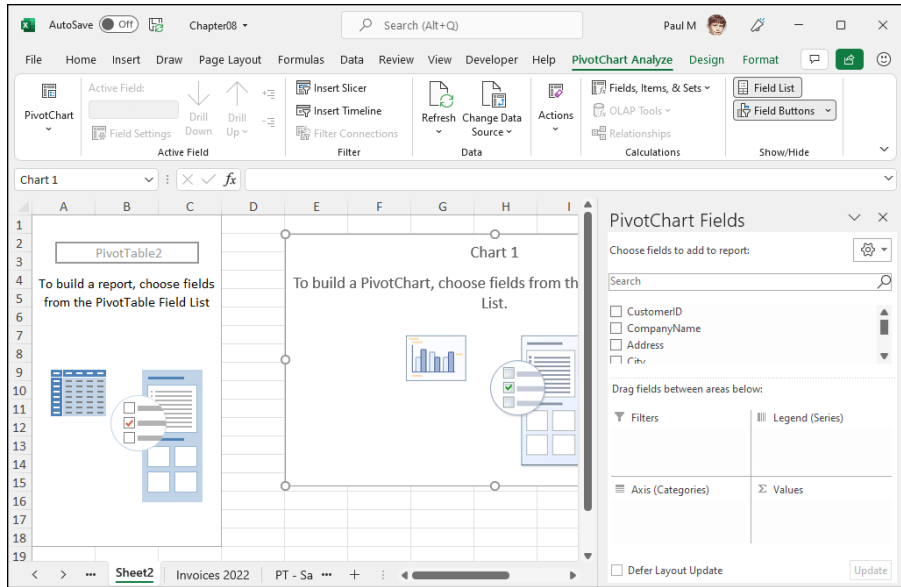 AutoSave Off Chapter08 Search (Alt+Q) Paul M
File Home Insert Draw Page Layout Formulas Data Review View Developer Help PivotChart Analyze Design Format
PivotChart
Active Field:
Field Settings
Drill Down
Drill Up
Active Field
Insert Slicer
Insert Timeline
Filter Connections
Filter
Refresh
Change Data Source
Data
Actions
Fields, Items, & Sets
OLAP Tools
Relationships
Calculations
Field List
Field Buttons
Show/Hide
Chart 1 fx
A B C D E F G H I
1
2
3
4
5
6
7
8
9
10
11
12
13
14
15
16
17
18
19
PivotTable2
To build a report, choose fields
from the PivotTable Field List
Chart 1
To build a PivotChart, choose fields from th
List.
PivotChart Fields
Choose fields to add to report:
Search
CustomerID
CompanyName
Address
City
Drag fields between areas below:
Filters
Legend (Series)
Axis (Categories)
Σ Values
Defer Layout Update Update
Sheet2 Invoices 2022 PT - Sa